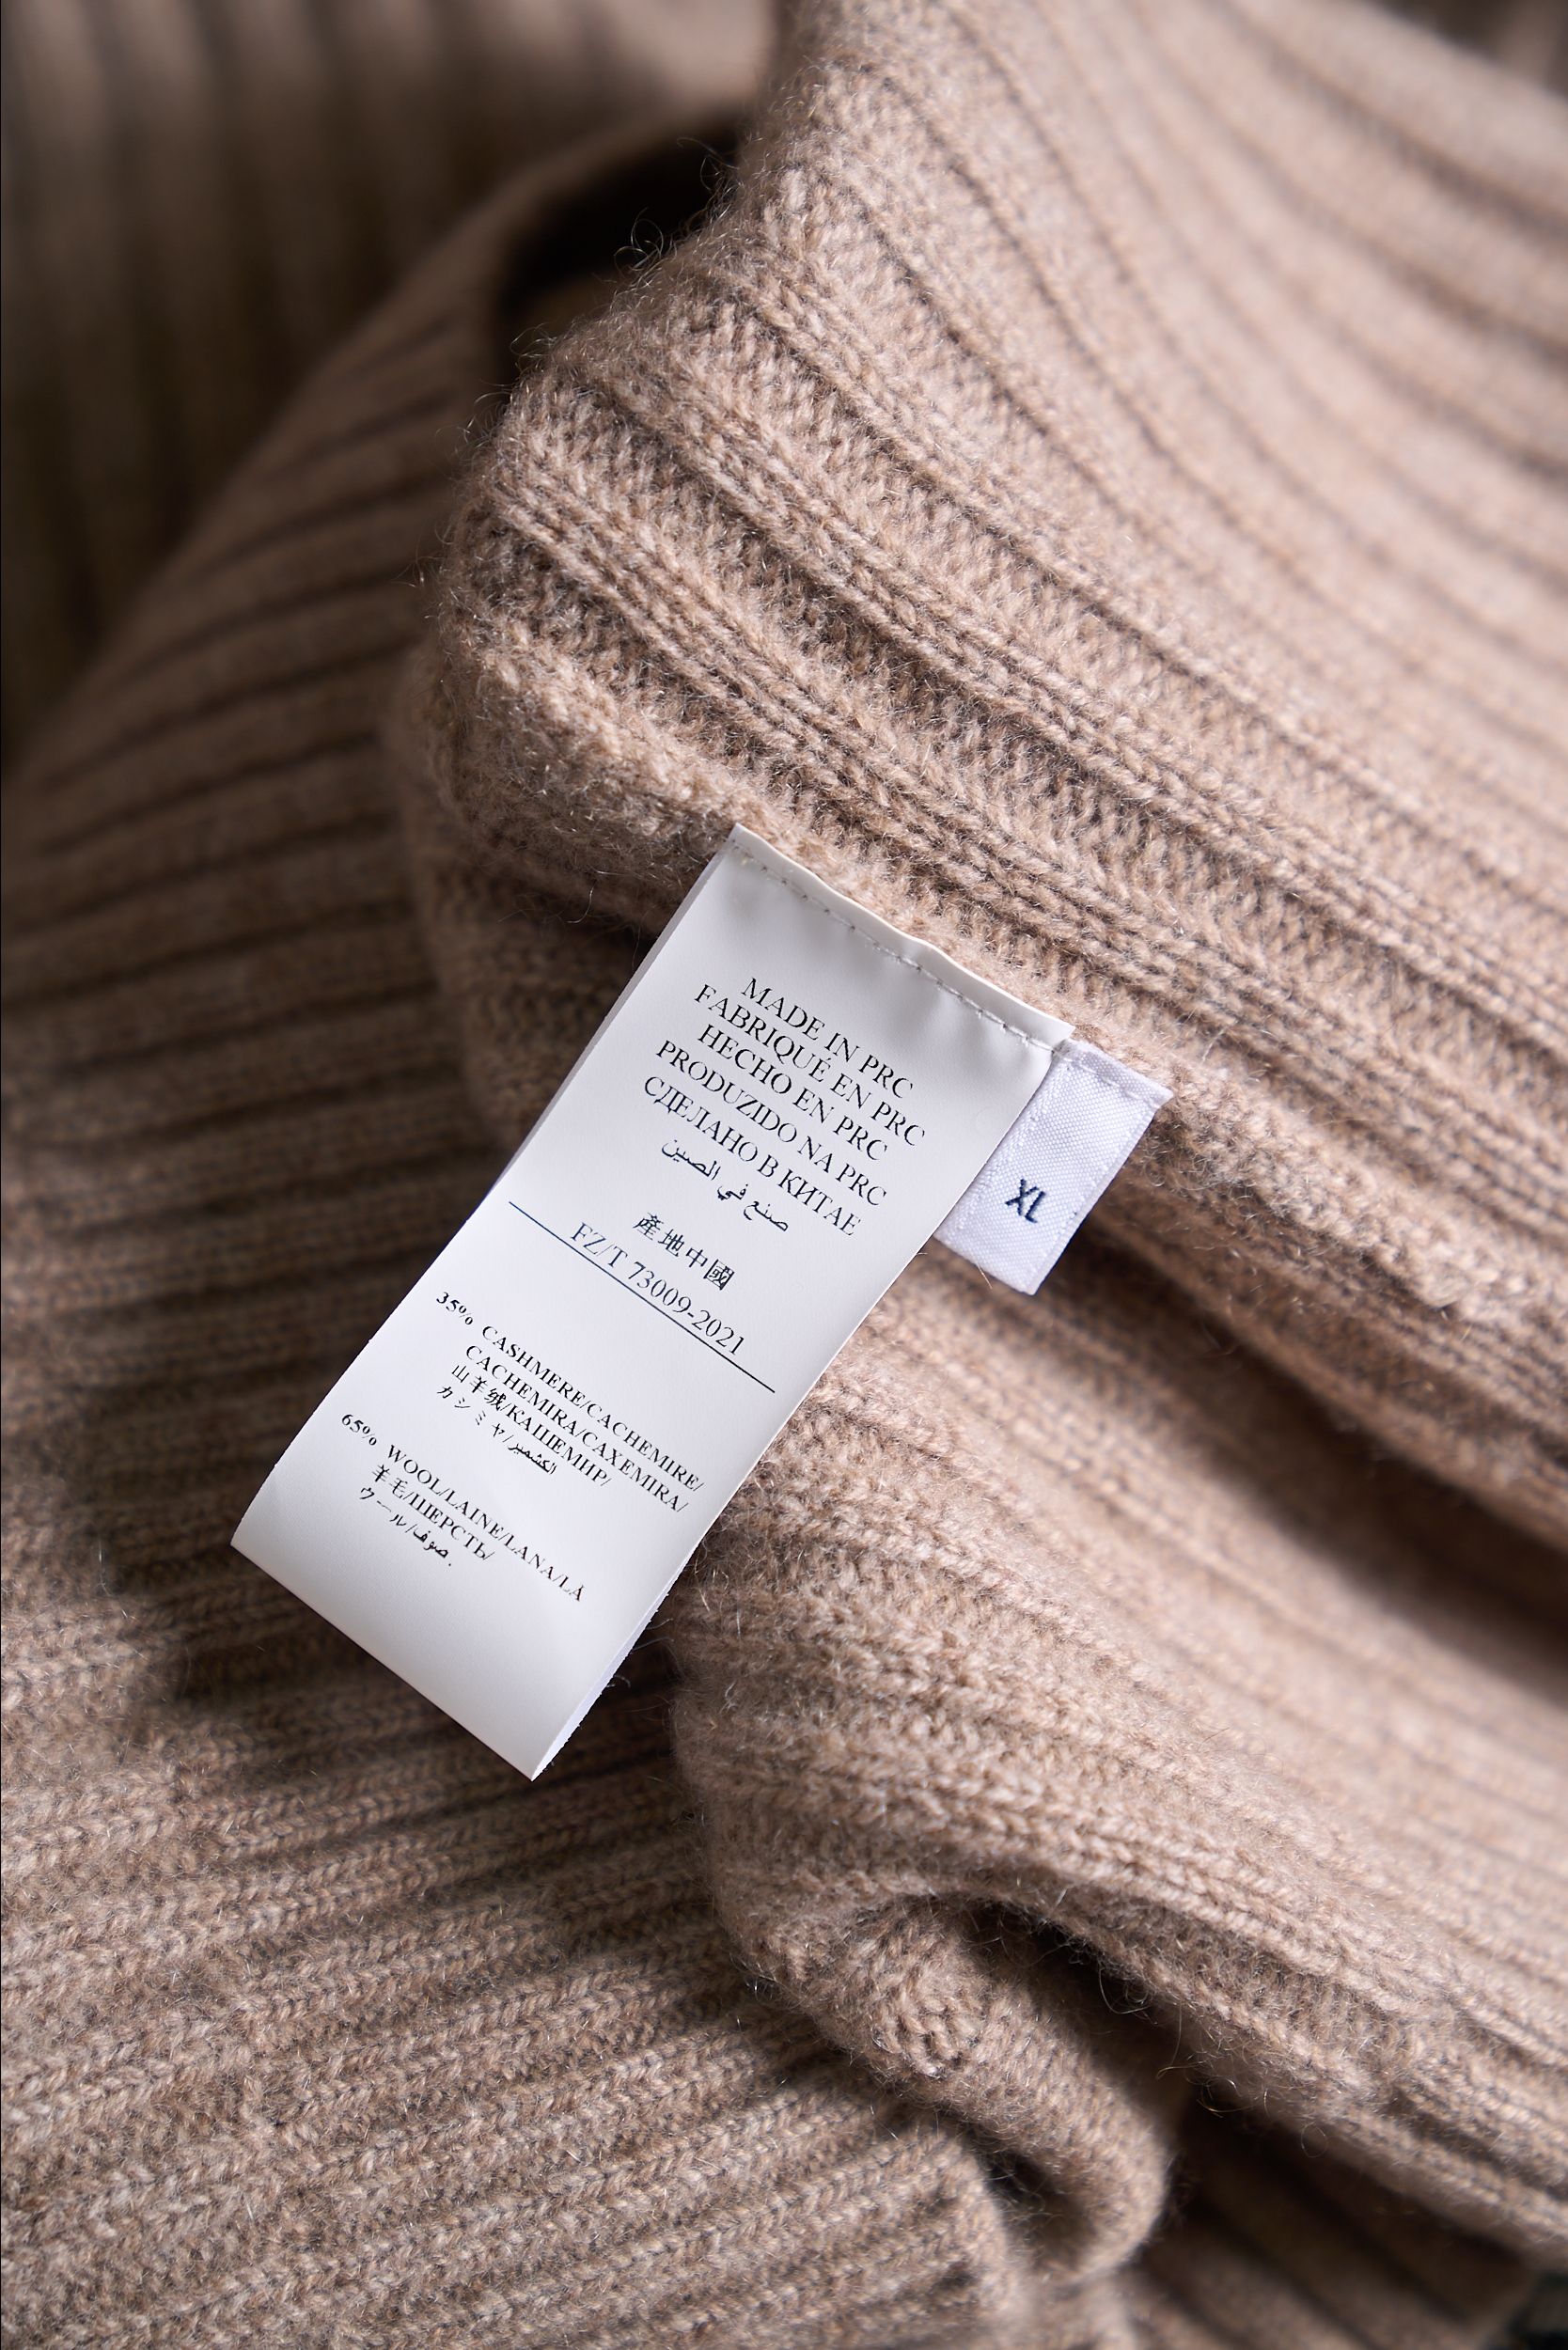 MADE IN PRC
FABRIQUÉ EN PRC
HECHO EN PRC
PRODUZIDO NA PRC
СДЕЛАНО В КИТАЕ
صنع في الصين
產地中國
FZ/T 73009-2021
35% CASHMERE/CACHEMIRE/
CACHEMIRA/CAXEMIRA/
山羊绒/КАШЕМИР/
カシミヤ/الكشمير
65% WOOL/LAINE/LANA/LÃ
羊毛/ШЕРСТЬ/
ウール/صوف.
XL